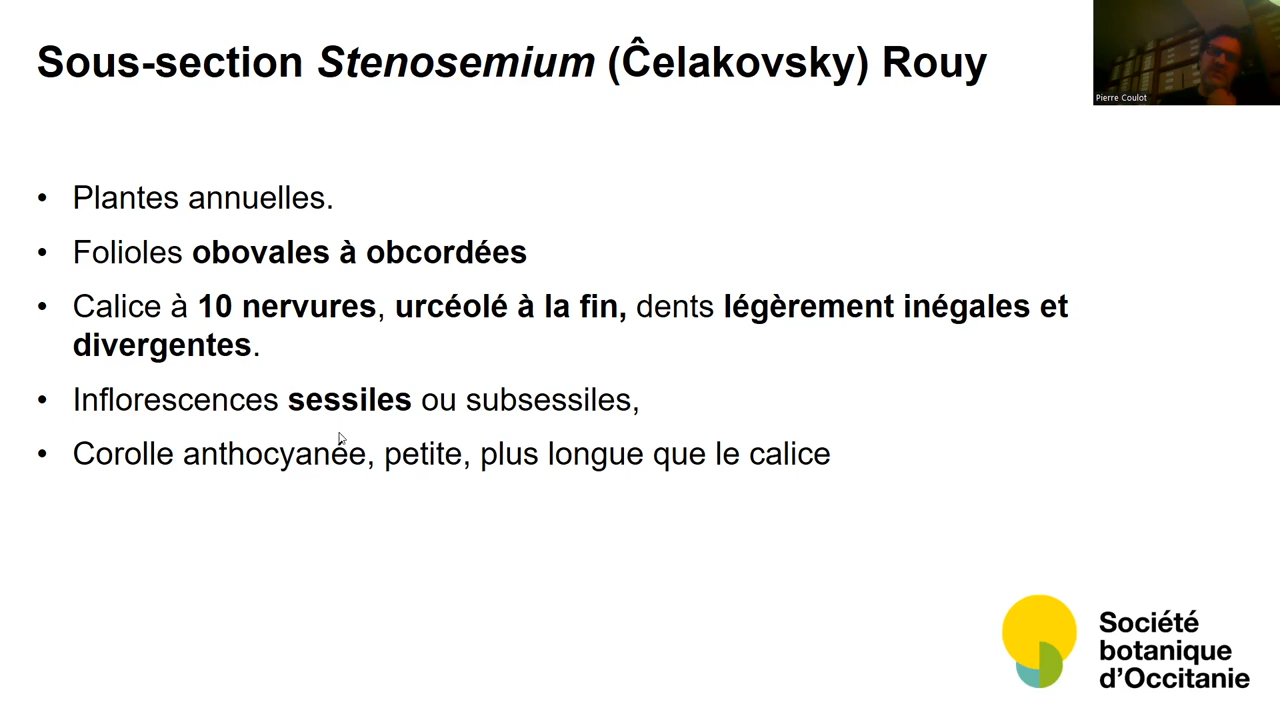 Sous-section Stenosemium (Ĉelakovsky) Rouy
Pierre Coulot
• Plantes annuelles.
• Folioles obovales à obcordées
• Calice à 10 nervures, urcéolé à la fin, dents légèrement inégales et
divergentes.
• Inflorescences sessiles ou subsessiles,
• Corolle anthocyanée, petite, plus longue que le calice
Société
botanique
d'Occitanie